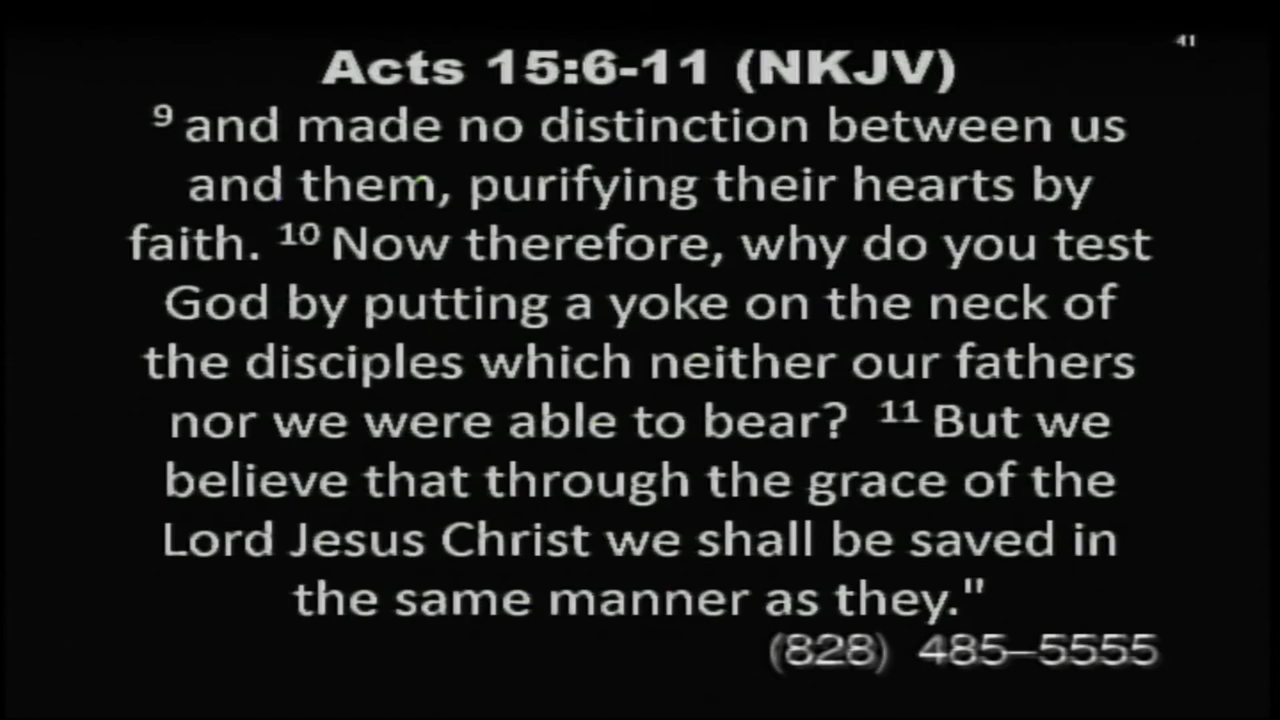 41
Acts 15:6-11 (NKJV)
9 and made no distinction between us
and them, purifying their hearts by
faith. 10 Now therefore, why do you test
God by putting a yoke on the neck of
the disciples which neither our fathers
nor we were able to bear? 11 But we
believe that through the grace of the
Lord Jesus Christ we shall be saved in
the same manner as they."
(828) 485–5555